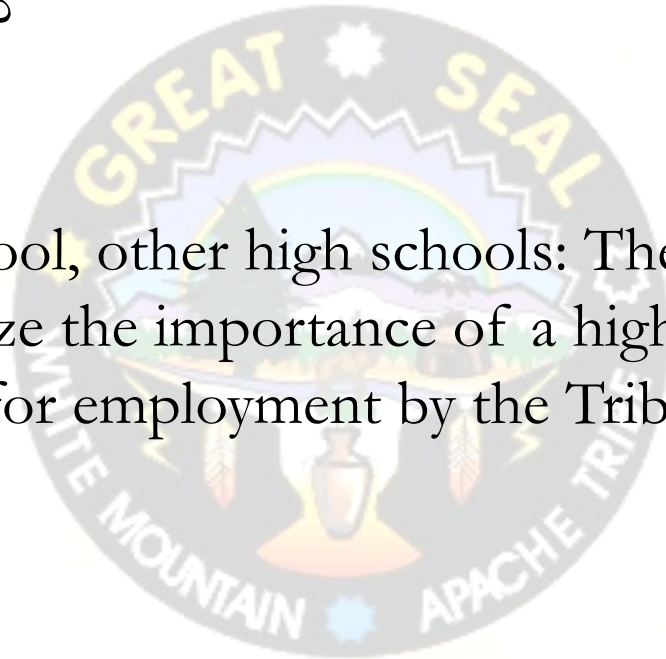 GREAT SEAL
ool, other high schools: The
ze the importance of a high
for employment by the Trib
WHITE MOUNTAIN APACHE TRIBE